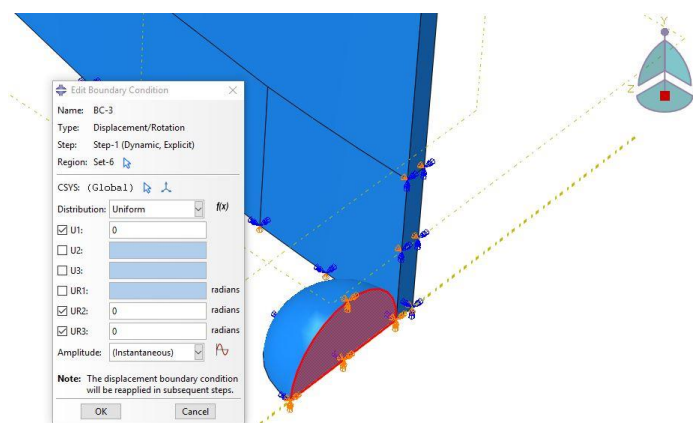 Edit Boundary Condition
Name: BC-3
Type: Displacement/Rotation
Step: Step-1 (Dynamic, Explicit)
Region: Set-6
CSYS: (Global)
Distribution: Uniform f(x)
U1: 0
U2:
U3:
UR1: radians
UR2: 0 radians
UR3: 0 radians
Amplitude: (Instantaneous)
Note: The displacement boundary condition
will be reapplied in subsequent steps.
OK Cancel
Y
Z